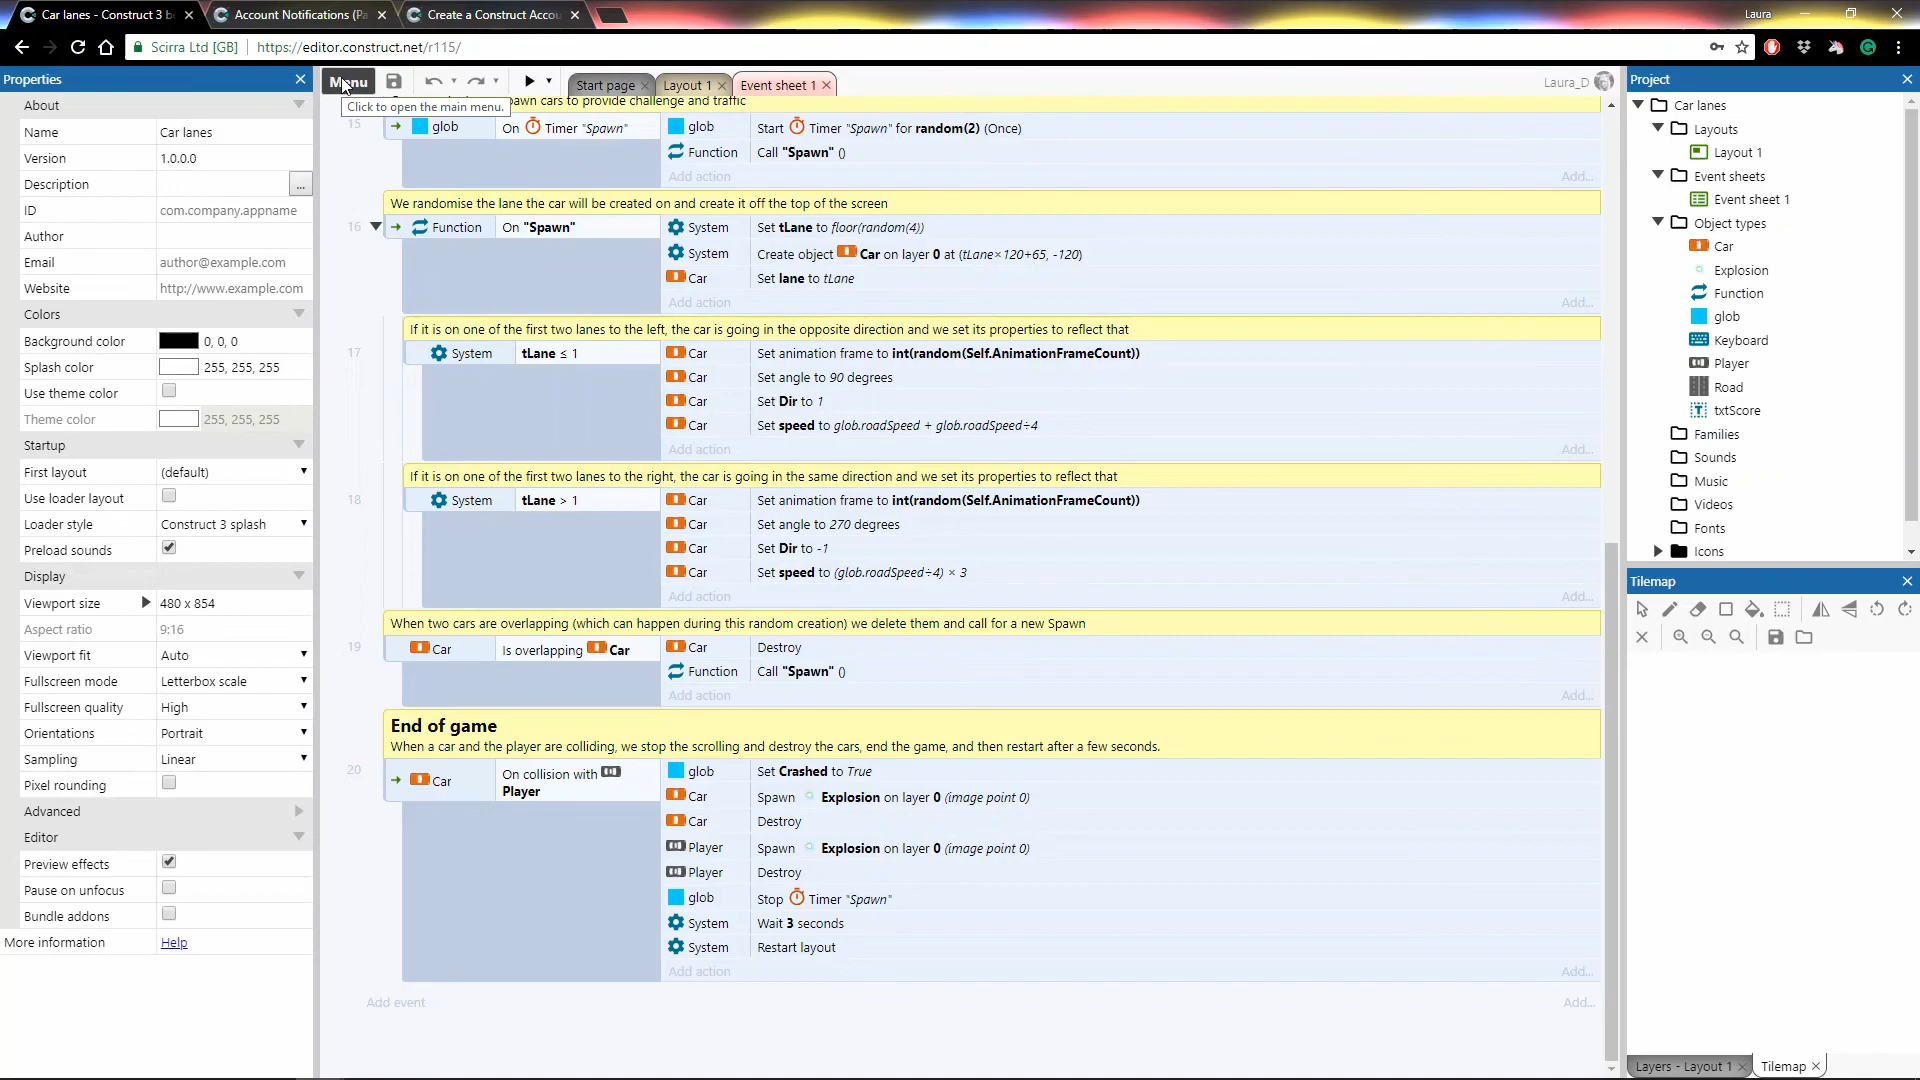 Car lanes - Construct 3 b
Account Notifications (Pa
Create a Construct Accou
Laura
Scirra Ltd [GB]
https://editor.construct.net/r115/
Properties
Menu
Click to open the main menu.
Start page
Layout 1
Event sheet 1
Laura_D
Project
About
Name
Car lanes
Version
1.0.0.0
Description
...
ID
com.company.appname
Author
Email
author@example.com
Website
http://www.example.com
Colors
Background color
0, 0, 0
Splash color
255, 255, 255
Use theme color
Theme color
255, 255, 255
Startup
First layout
(default)
Use loader layout
Loader style
Construct 3 splash
Preload sounds
Display
Viewport size
480 x 854
Aspect ratio
9:16
Viewport fit
Auto
Fullscreen mode
Letterbox scale
Fullscreen quality
High
Orientations
Portrait
Sampling
Linear
Pixel rounding
Advanced
Editor
Preview effects
Pause on unfocus
Bundle addons
More information
Help
pawn cars to provide challenge and traffic
15
glob
On Timer "Spawn"
glob
Start Timer "Spawn" for random(2) (Once)
Function
Call "Spawn" ()
Add action
Add...
We randomise the lane the car will be created on and create it off the top of the screen
16
Function
On "Spawn"
System
Set tLane to floor(random(4))
System
Create object Car on layer 0 at (tLane×120+65, -120)
Car
Set lane to tLane
Add action
Add...
If it is on one of the first two lanes to the left, the car is going in the opposite direction and we set its properties to reflect that
17
System
tLane ≤ 1
Car
Set animation frame to int(random(Self.AnimationFrameCount))
Car
Set angle to 90 degrees
Car
Set Dir to 1
Car
Set speed to glob.roadSpeed + glob.roadSpeed÷4
Add action
Add...
If it is on one of the first two lanes to the right, the car is going in the same direction and we set its properties to reflect that
18
System
tLane > 1
Car
Set animation frame to int(random(Self.AnimationFrameCount))
Car
Set angle to 270 degrees
Car
Set Dir to -1
Car
Set speed to (glob.roadSpeed÷4) × 3
Add action
Add...
When two cars are overlapping (which can happen during this random creation) we delete them and call for a new Spawn
19
Car
Is overlapping Car
Car
Destroy
Function
Call "Spawn" ()
Add action
Add...
End of game
When a car and the player are colliding, we stop the scrolling and destroy the cars, end the game, and then restart after a few seconds.
20
Car
On collision with
Player
glob
Set Crashed to True
Car
Spawn Explosion on layer 0 (image point 0)
Car
Destroy
Player
Spawn Explosion on layer 0 (image point 0)
Player
Destroy
glob
Stop Timer "Spawn"
System
Wait 3 seconds
System
Restart layout
Add action
Add...
Add event
Add...
Car lanes
Layouts
Layout 1
Event sheets
Event sheet 1
Object types
Car
Explosion
Function
glob
Keyboard
Player
Road
txtScore
Families
Sounds
Music
Videos
Fonts
Icons
Tilemap
Layers - Layout 1
Tilemap